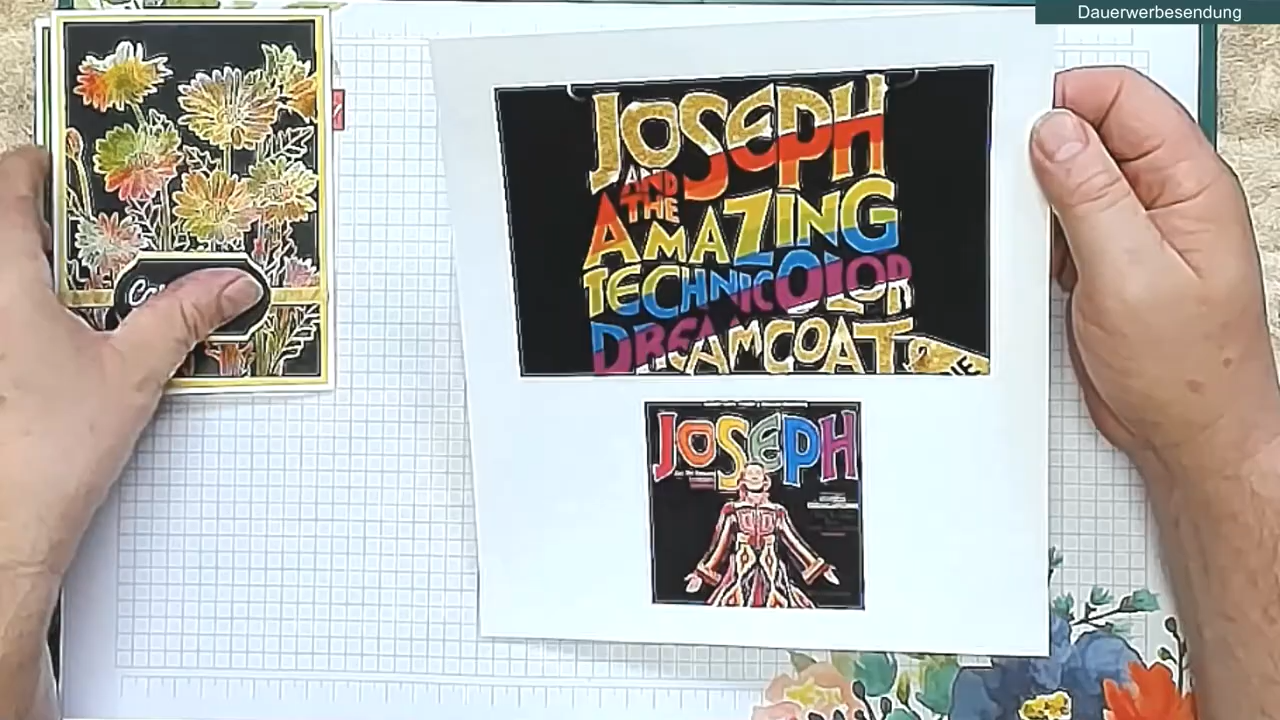 Dauerwerbesendung
JOSEPH
AND
THE
AMAZING
TECHNICOLOR
DREAMCOAT
JOSEPH